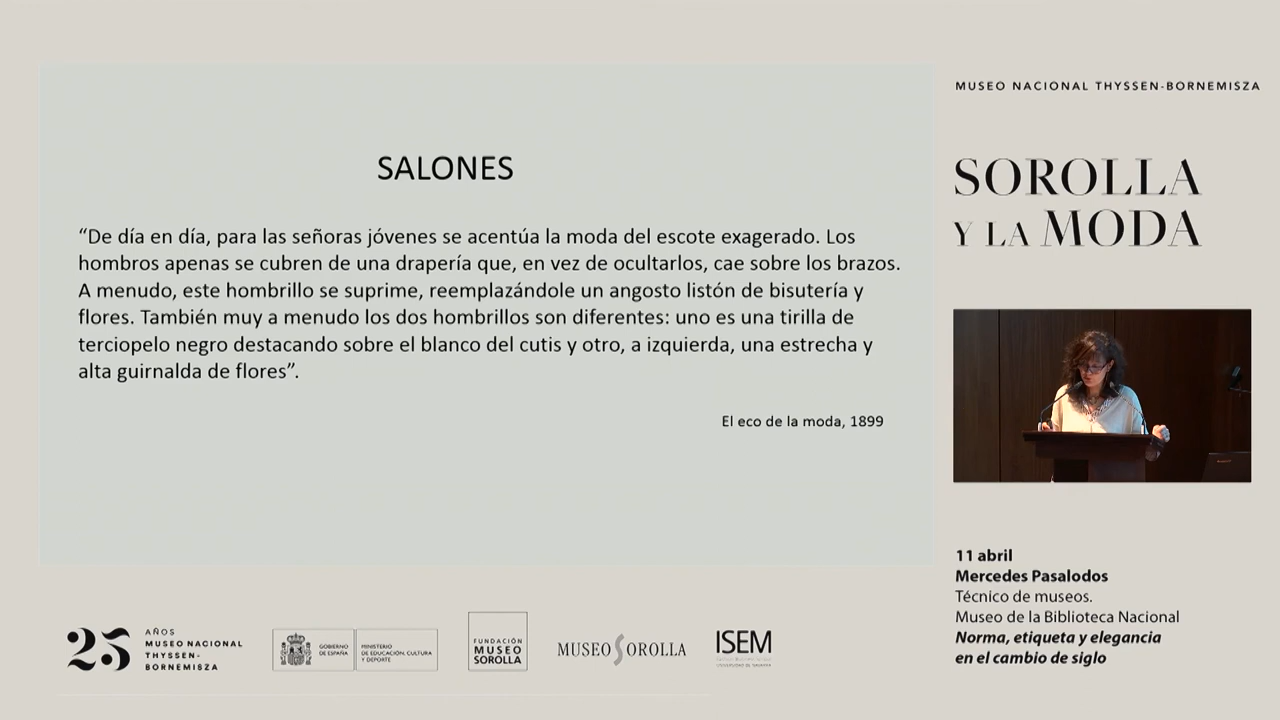 SALONES
“De día en día, para las señoras jóvenes se acentúa la moda del escote exagerado. Los
hombros apenas se cubren de una drapería que, en vez de ocultarlos, cae sobre los brazos.
A menudo, este hombrillo se suprime, reemplazándole un angosto listón de bisutería y
flores. También muy a menudo los dos hombrillos son diferentes: uno es una tirilla de
terciopelo negro destacando sobre el blanco del cutis y otro, a izquierda, una estrecha y
alta guirnalda de flores”.
El eco de la moda, 1899
MUSEO NACIONAL THYSSEN-BORNEMISZA
SOROLLA
Y LA MODA
11 abril
Mercedes Pasalodos
Técnico de museos.
Museo de la Biblioteca Nacional
Norma, etiqueta y elegancia
en el cambio de siglo
25 AÑOS
MUSEO NACIONAL
THYSSEN-
BORNEMISZA
GOBIERNO
DE ESPAÑA
MINISTERIO
DE EDUCACIÓN, CULTURA
Y DEPORTE
FUNDACIÓN
MUSEO
SOROLLA
MUSEO SOROLLA
ISEM